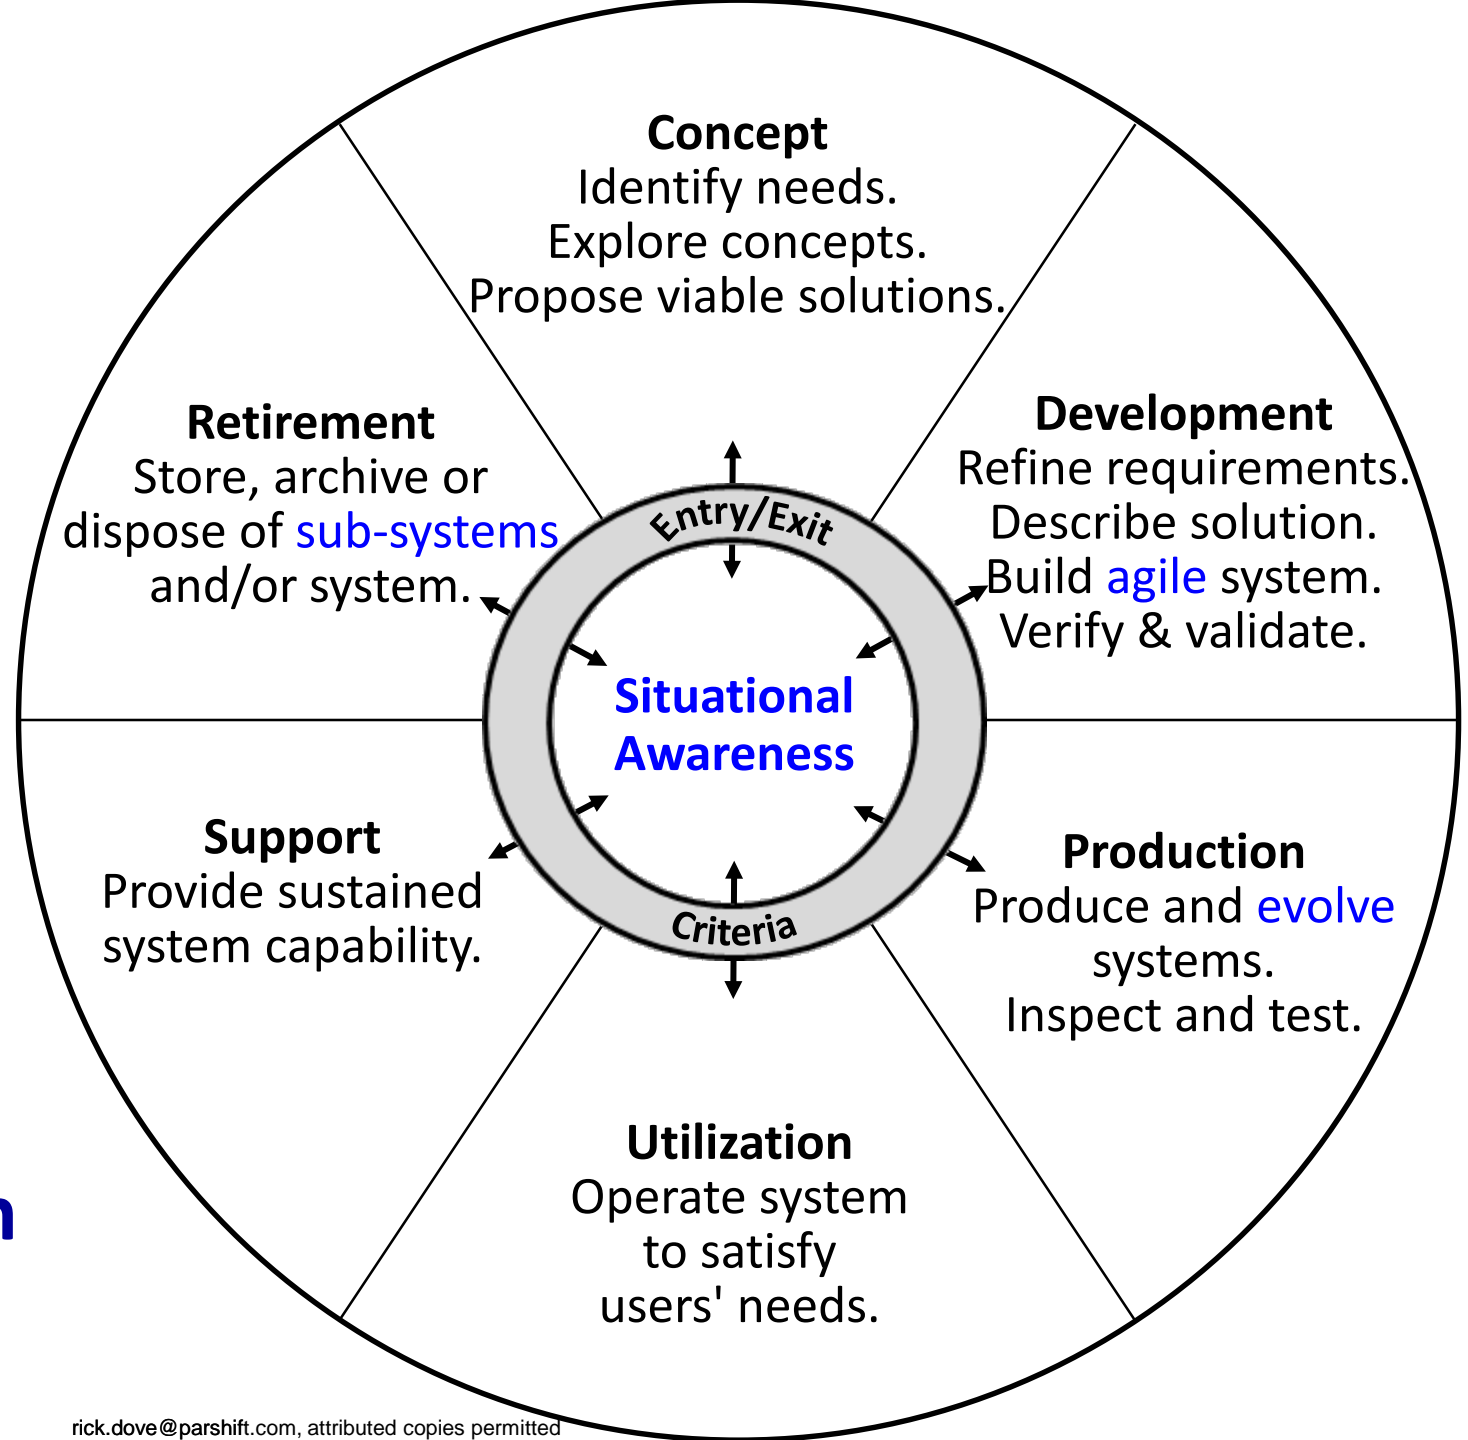 Concept
Identify needs.
Explore concepts.
Propose viable solutions.
Development
Refine requirements.
Describe solution.
Build agile system.
Verify & validate.
Production
Produce and evolve
systems.
Inspect and test.
Utilization
Operate system
to satisfy
users' needs.
Support
Provide sustained
system capability.
Retirement
Store, archive or
dispose of sub-systems
and/or system.
Entry/Exit
Criteria
Situational
Awareness
n
rick.dove@parshift.com, attributed copies permitted